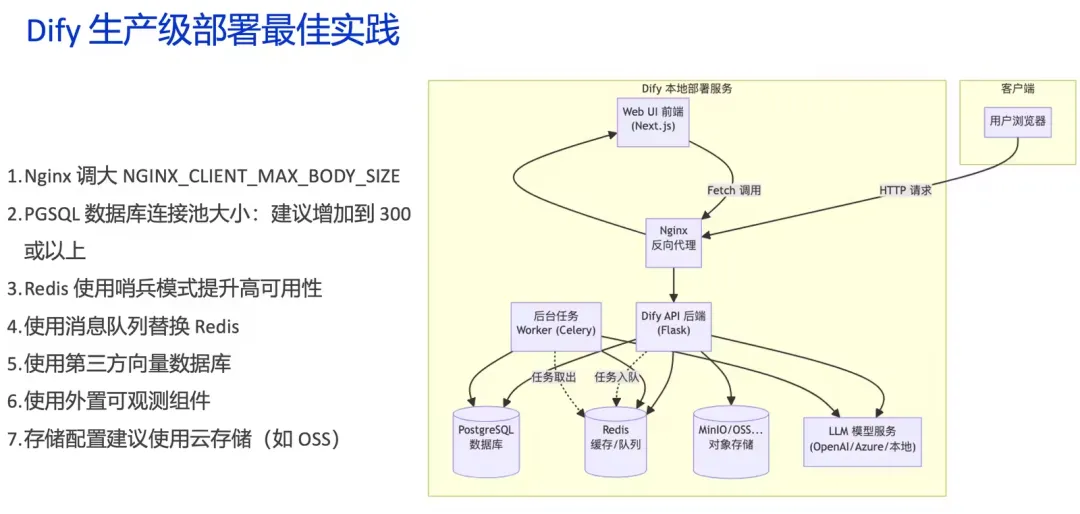 Dify 生产级部署最佳实践
1.Nginx 调大 NGINX_CLIENT_MAX_BODY_SIZE
2.PGSQL 数据库连接池大小：建议增加到 300
或以上
3.Redis 使用哨兵模式提升高可用性
4.使用消息队列替换 Redis
5.使用第三方向量数据库
6.使用外置可观测组件
7.存储配置建议使用云存储（如 OSS）
Dify 本地部署服务
Web UI 前端
(Next.js)
Fetch 调用
Nginx
反向代理
后台任务
Worker (Celery)
Dify API 后端
(Flask)
任务取出
任务入队
PostgreSQL
数据库
Redis
缓存/队列
MinIO/OSS...
对象存储
LLM 模型服务
(OpenAI/Azure/本地)
客户端
用户浏览器
HTTP 请求